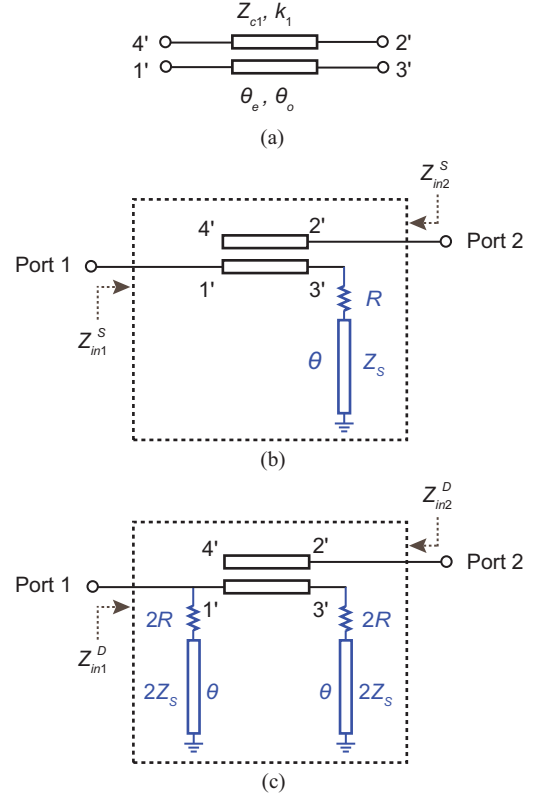 Z_c1, k_1
4' 2'
1' 3'
θ_e, θ_o
(a)
Z_in2^S
4' 2' Port 2
Port 1
1' 3'
Z_in1^S
R
θ Z_S
(b)
Z_in2^D
4' 2' Port 2
Port 1
1' 3'
Z_in1^D
2R 2R
2Z_S θ θ 2Z_S
(c)